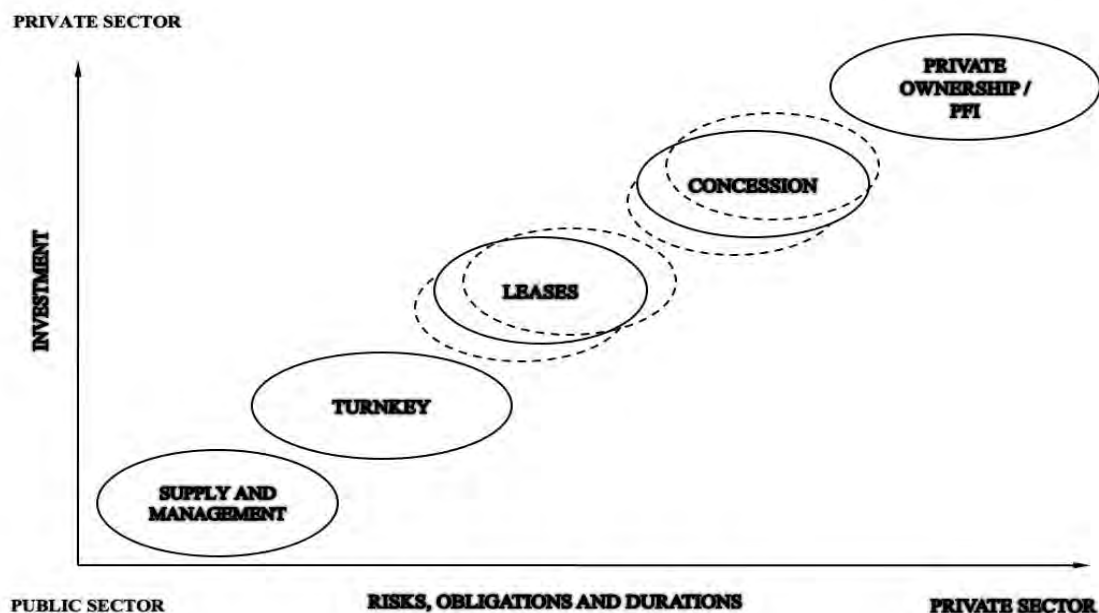 PRIVATE SECTOR
PRIVATE
OWNERSHIP /
PFI
CONCESSION
LEASES
INVESTMENT
TURNKEY
SUPPLY AND
MANAGEMENT
PUBLIC SECTOR
RISKS, OBLIGATIONS AND DURATIONS
PRIVATE SECTOR